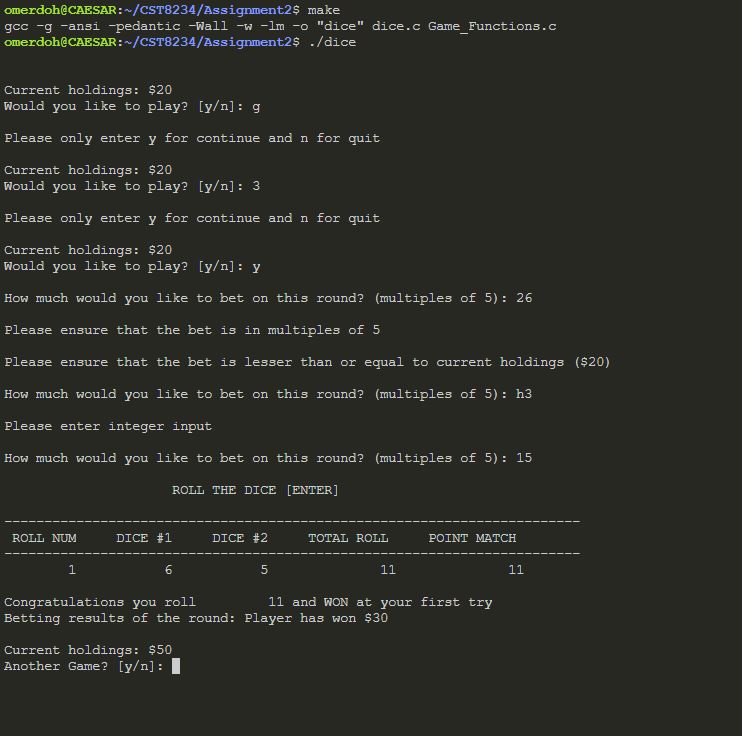 omerdoh@CAESAR:~/CST8234/Assignment2$ make
gcc -g -ansi -pedantic -Wall -w -lm -o "dice" dice.c Game_Functions.c
omerdoh@CAESAR:~/CST8234/Assignment2$ ./dice
Current holdings: $20
Would you like to play? [y/n]: g
Please only enter y for continue and n for quit
Current holdings: $20
Would you like to play? [y/n]: 3
Please only enter y for continue and n for quit
Current holdings: $20
Would you like to play? [y/n]: y
How much would you like to bet on this round? (multiples of 5): 26
Please ensure that the bet is in multiples of 5
Please ensure that the bet is lesser than or equal to current holdings ($20)
How much would you like to bet on this round? (multiples of 5): h3
Please enter integer input
How much would you like to bet on this round? (multiples of 5): 15
ROLL THE DICE [ENTER]
------------------------------------------------------------------------
ROLL NUM     DICE #1     DICE #2     TOTAL ROLL     POINT MATCH
------------------------------------------------------------------------
1           6           5              11              11
Congratulations you roll         11 and WON at your first try
Betting results of the round: Player has won $30
Current holdings: $50
Another Game? [y/n]: